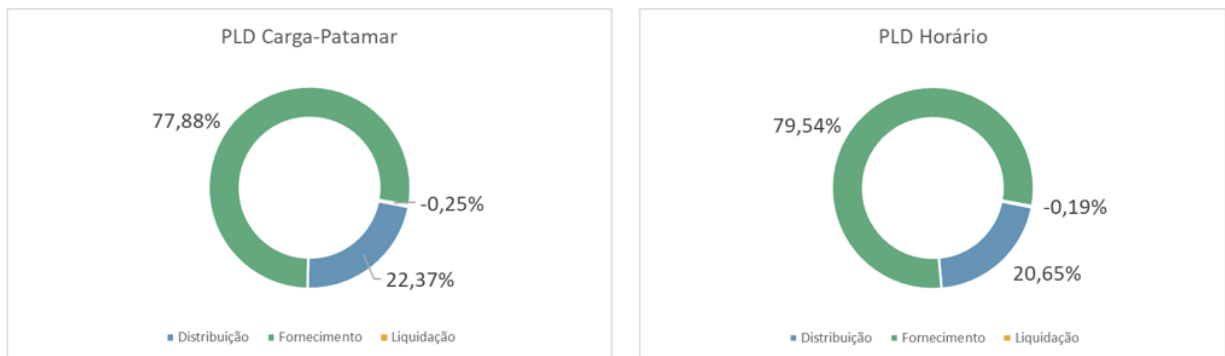 PLD Carga-Patamar
77,88%
-0,25%
22,37%
Distribuição Fornecimento Liquidação
PLD Horário
79,54%
-0,19%
20,65%
Distribuição Fornecimento Liquidação